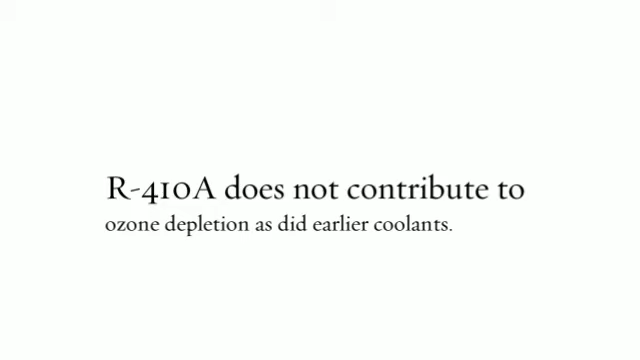 R-410A does not contribute to
ozone depletion as did earlier coolants.